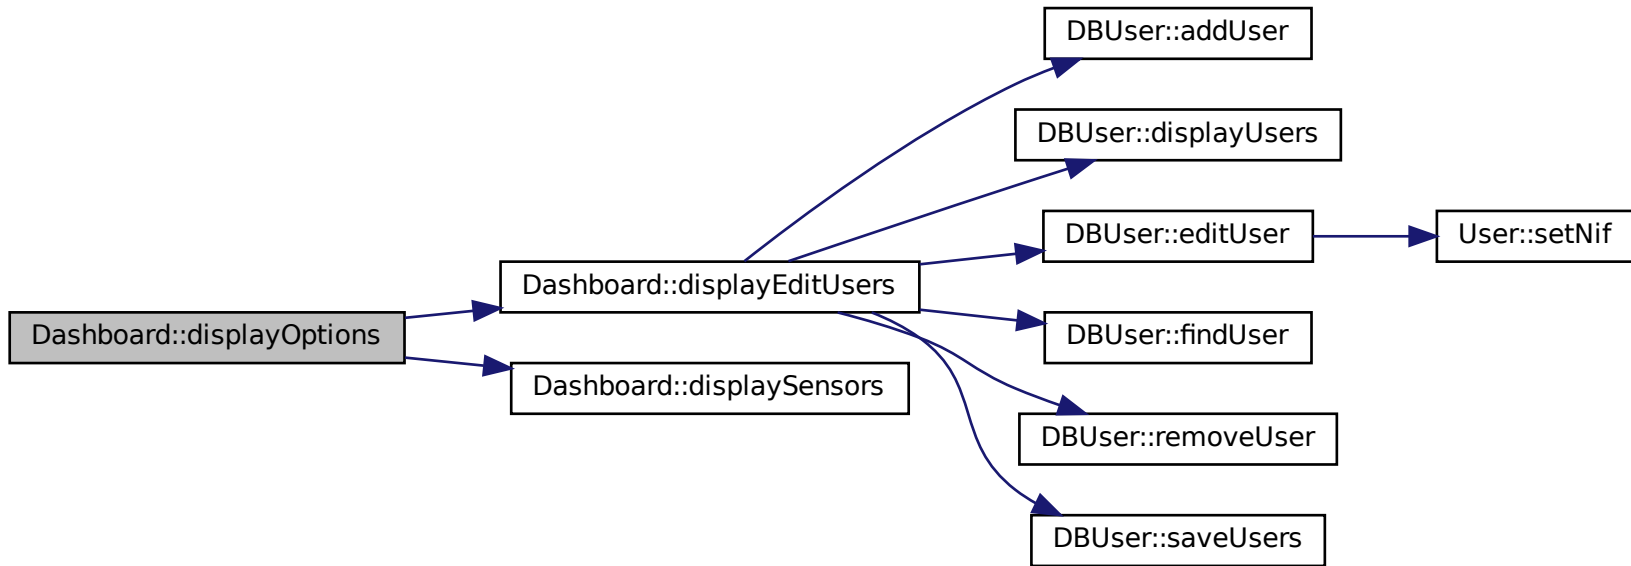 DBUser::addUser
DBUser::displayUsers
DBUser::editUser
User::setNif
Dashboard::displayEditUsers
Dashboard::displayOptions
DBUser::findUser
Dashboard::displaySensors
DBUser::removeUser
DBUser::saveUsers